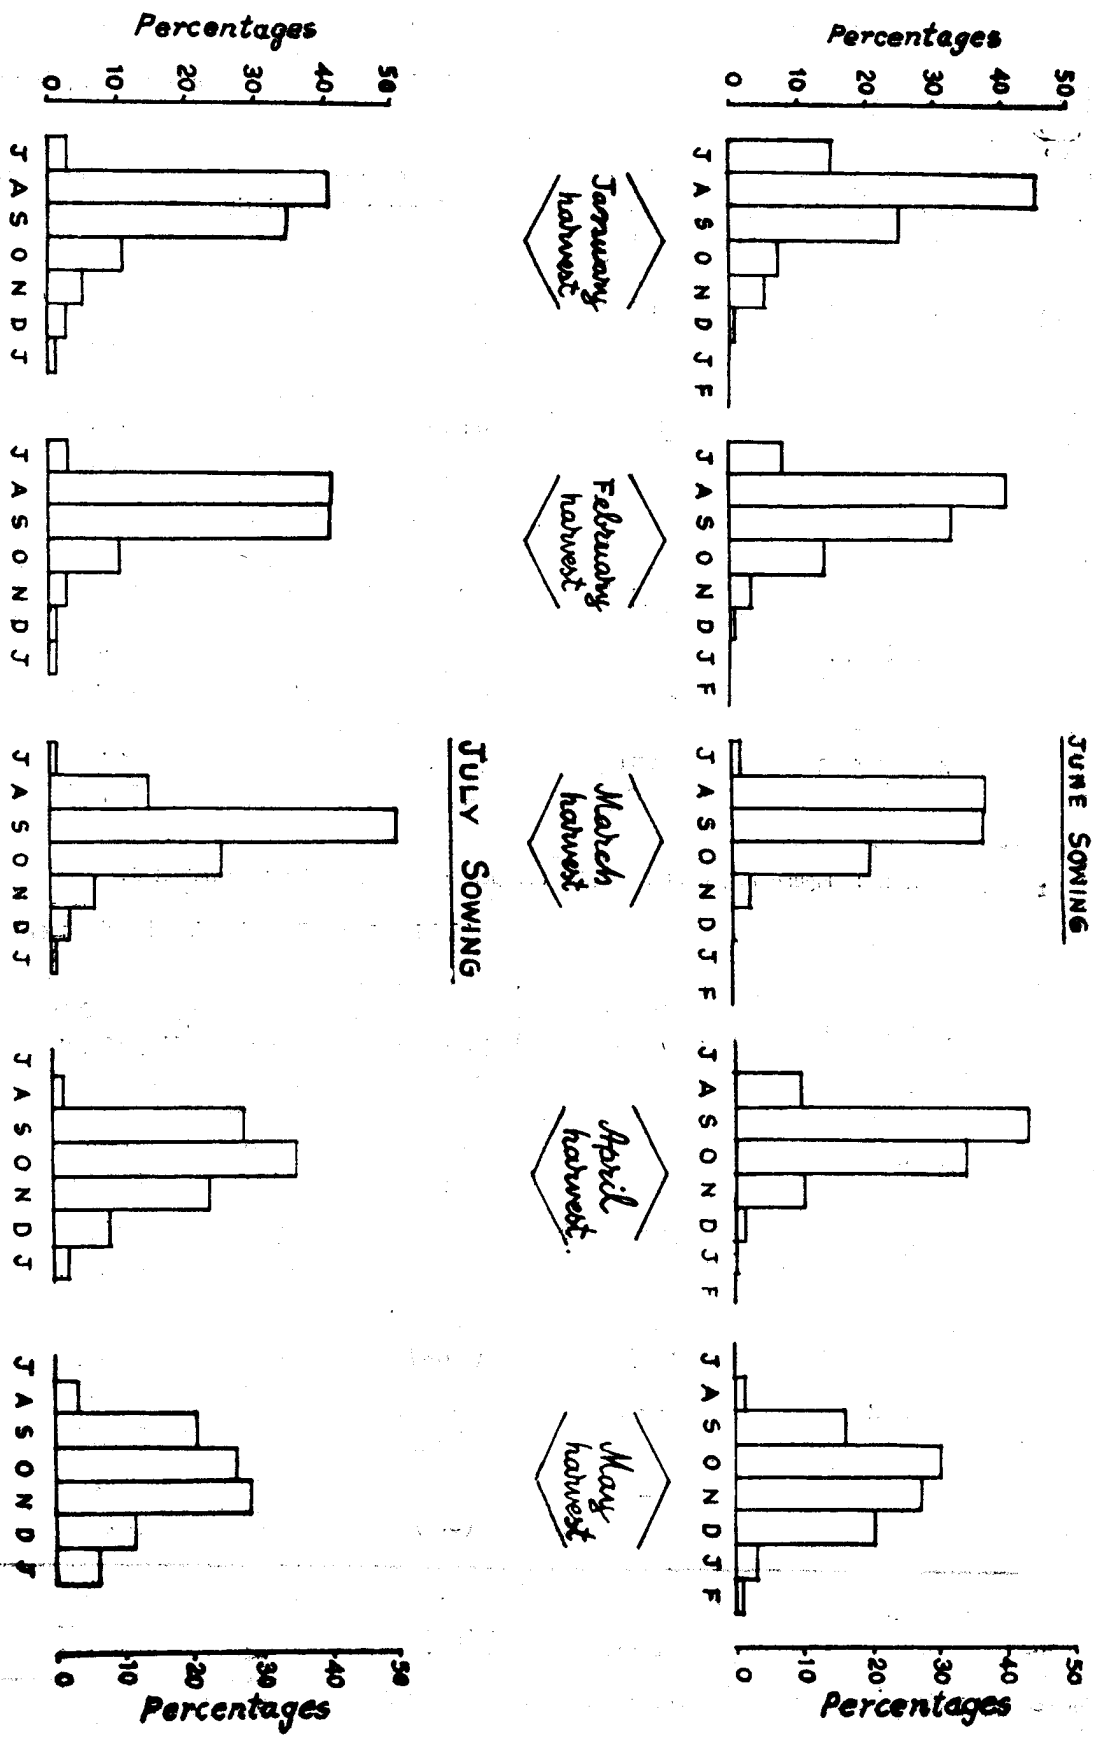 JUNE SOWING
Percentages
0 10 20 30 40 50
J A S O N D J F
J A S O N D J F
J A S O N D J F
J A S O N D J F
J A S O N D J F
0 10 20 30 40 50
Percentages
January
harvest
February
harvest
March
harvest
April
harvest.
May
harvest
JULY SOWING
Percentages
0 10 20 30 40 50
J A S O N D J
J A S O N D J
J A S O N D J
J A S O N D J
J A S O N D J
0 10 20 30 40 50
Percentages